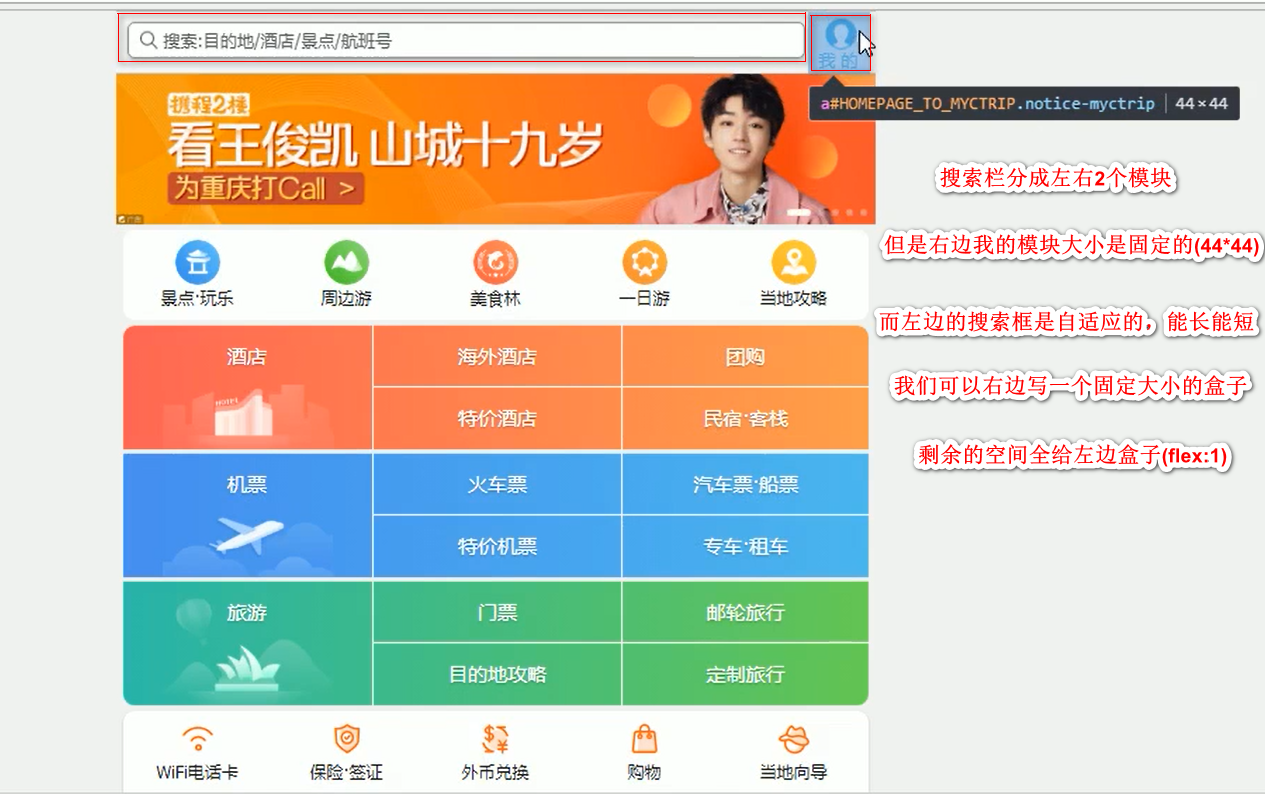 搜索:目的地/酒店/景点/航班号
我 的
a#HOMEPAGE_TO_MYCTRIP.notice-myctrip 44×44
携程2楼
看王俊凯 山城十九岁
为重庆打Call >
广告
搜索栏分成左右2个模块
但是右边我的模块大小是固定的(44*44)
而左边的搜索框是自适应的，能长能短
我们可以右边写一个固定大小的盒子
剩余的空间全给左边盒子(flex:1)
景点·玩乐 周边游 美食林 一日游 当地攻略
酒店 海外酒店 团购
HOTEL
特价酒店 民宿·客栈
机票 火车票 汽车票·船票
特价机票 专车·租车
旅游 门票 邮轮旅行
目的地攻略 定制旅行
WiFi电话卡 保险·签证 外币兑换 购物 当地向导